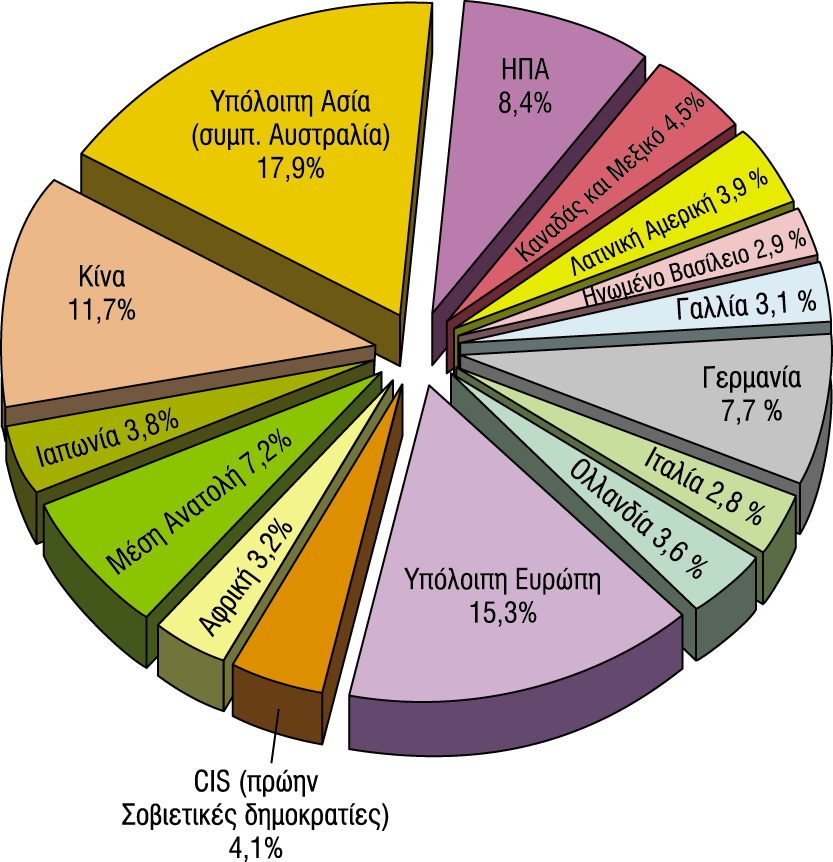 ΗΠΑ
8,4%
Καναδάς και Μεξικό 4,5%
Λατινική Αμερική 3,9 %
Ηνωμένο Βασίλειο 2,9 %
Γαλλία 3,1 %
Γερμανία
7,7 %
Ιταλία 2,8 %
Ολλανδία 3,6 %
Υπόλοιπη Ευρώπη
15,3%
CIS (πρώην
Σοβιετικές δημοκρατίες)
4,1%
Αφρική 3,2%
Μέση Ανατολή 7,2%
Ιαπωνία 3,8%
Κίνα
11,7%
Υπόλοιπη Ασία
(συμπ. Αυστραλία)
17,9%